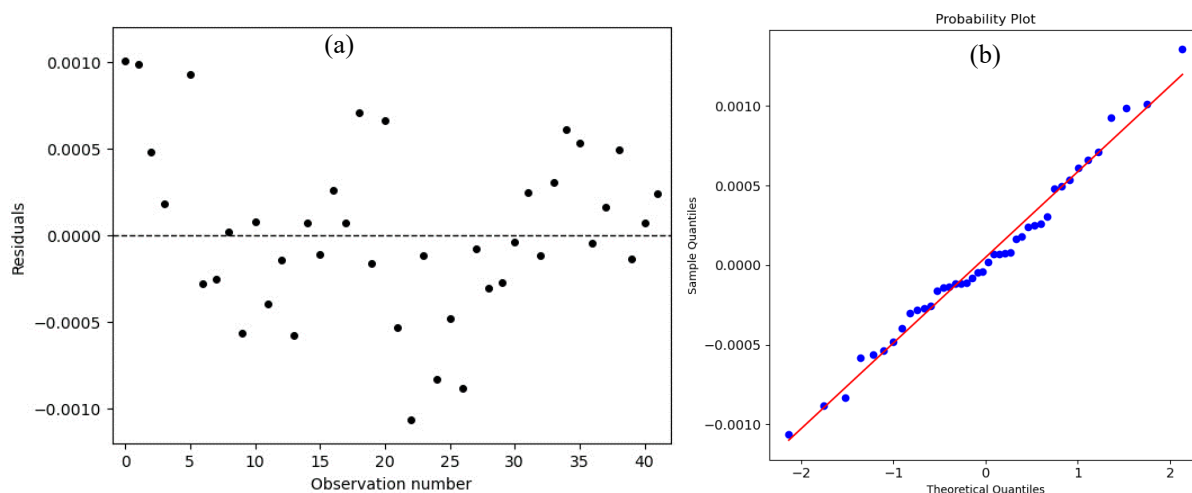 (a)
0.0010
0.0005
0.0000
−0.0005
−0.0010
Residuals
0 5 10 15 20 25 30 35 40
Observation number
Probability Plot
(b)
0.0010
0.0005
0.0000
−0.0005
−0.0010
Sample Quantiles
−2 −1 0 1 2
Theoretical Quantiles